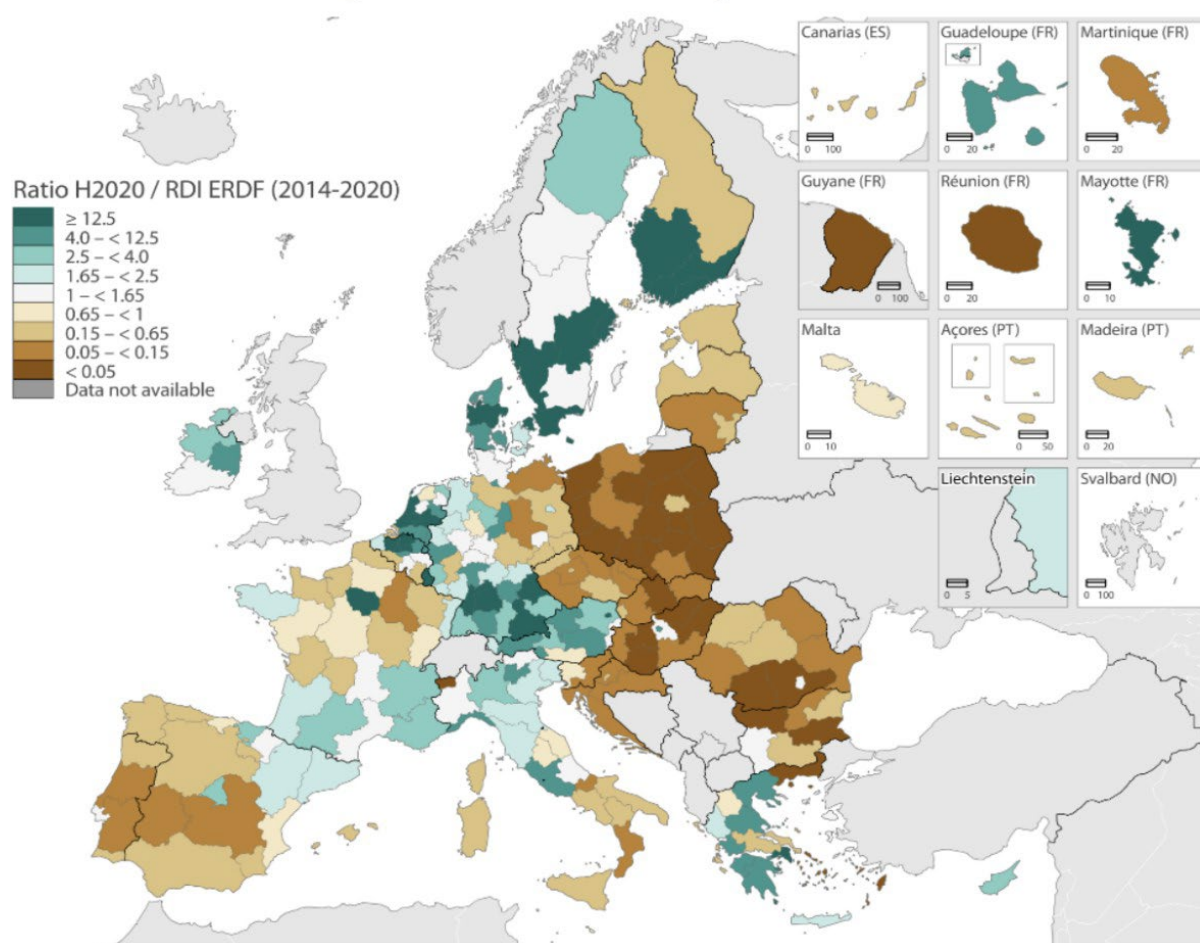 Ratio H2020 / RDI ERDF (2014-2020)
≥ 12.5
4.0 – < 12.5
2.5 – < 4.0
1.65 – < 2.5
1 – < 1.65
0.65 – < 1
0.15 – < 0.65
0.05 – < 0.15
< 0.05
Data not available
Canarias (ES)
0 100
Guadeloupe (FR)
0 20
Martinique (FR)
0 20
Guyane (FR)
0 100
Réunion (FR)
0 20
Mayotte (FR)
0 10
Malta
0 10
Açores (PT)
0 50
Madeira (PT)
0 20
Liechtenstein
0 5
Svalbard (NO)
0 100